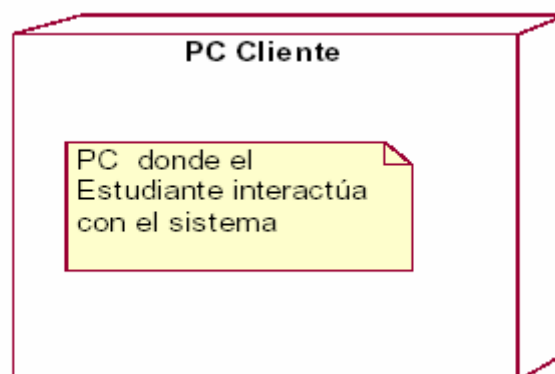 PC Cliente
PC donde el
Estudiante interactúa
con el sistema